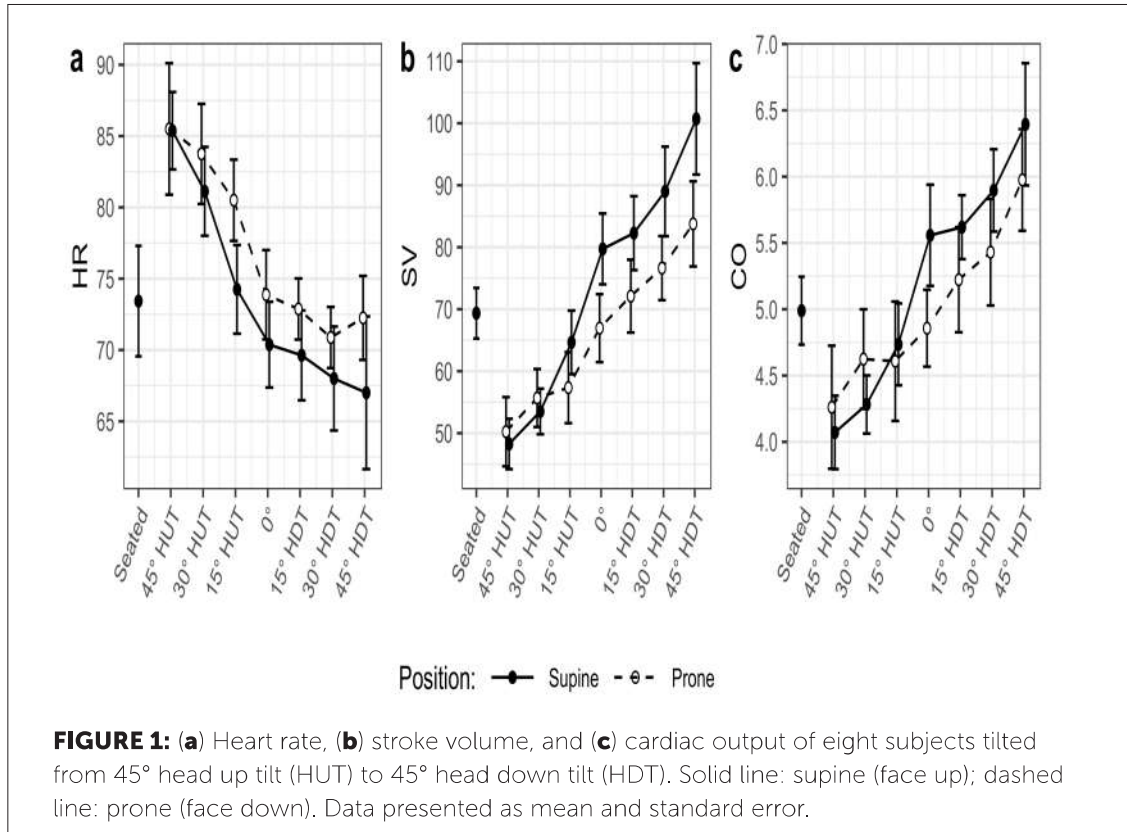 a
b
c
HR
90
85
80
75
70
65
Seated
45° HUT
30° HUT
15° HUT
0°
15° HDT
30° HDT
45° HDT
SV
110
100
90
80
70
60
50
Seated
45° HUT
30° HUT
15° HUT
0°
15° HDT
30° HDT
45° HDT
CO
7.0
6.5
6.0
5.5
5.0
4.5
4.0
Seated
45° HUT
30° HUT
15° HUT
0°
15° HDT
30° HDT
45° HDT
Position: Supine Prone
FIGURE 1: (a) Heart rate, (b) stroke volume, and (c) cardiac output of eight subjects tilted
from 45° head up tilt (HUT) to 45° head down tilt (HDT). Solid line: supine (face up); dashed
line: prone (face down). Data presented as mean and standard error.